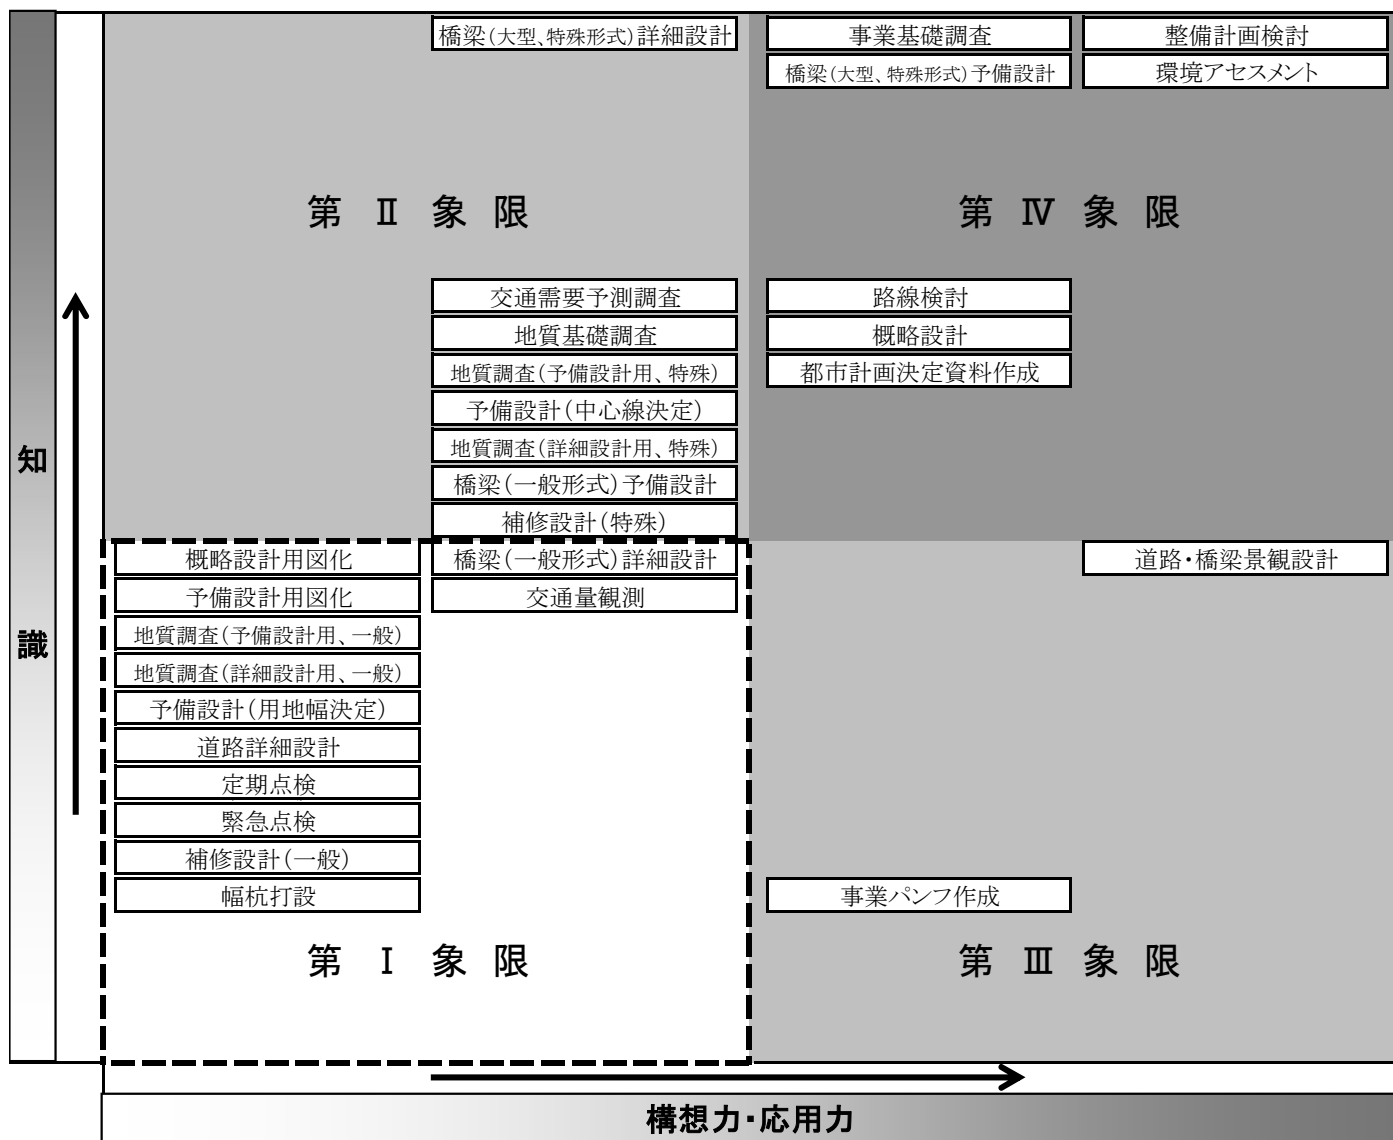 橋梁(大型、特殊形式)詳細設計
事業基礎調査
整備計画検討
橋梁(大型、特殊形式)予備設計
環境アセスメント
第 Ⅱ 象 限
第 Ⅳ 象 限
交通需要予測調査
路線検討
地質基礎調査
概略設計
地質調査(予備設計用、特殊)
都市計画決定資料作成
予備設計(中心線決定)
地質調査(詳細設計用、特殊)
橋梁(一般形式)予備設計
補修設計(特殊)
知識
概略設計用図化
橋梁(一般形式)詳細設計
道路・橋梁景観設計
予備設計用図化
交通量観測
地質調査(予備設計用、一般)
地質調査(詳細設計用、一般)
予備設計(用地幅決定)
道路詳細設計
定期点検
緊急点検
補修設計(一般)
幅杭打設
事業パンフ作成
第 Ⅰ 象 限
第 Ⅲ 象 限
構想力・応用力